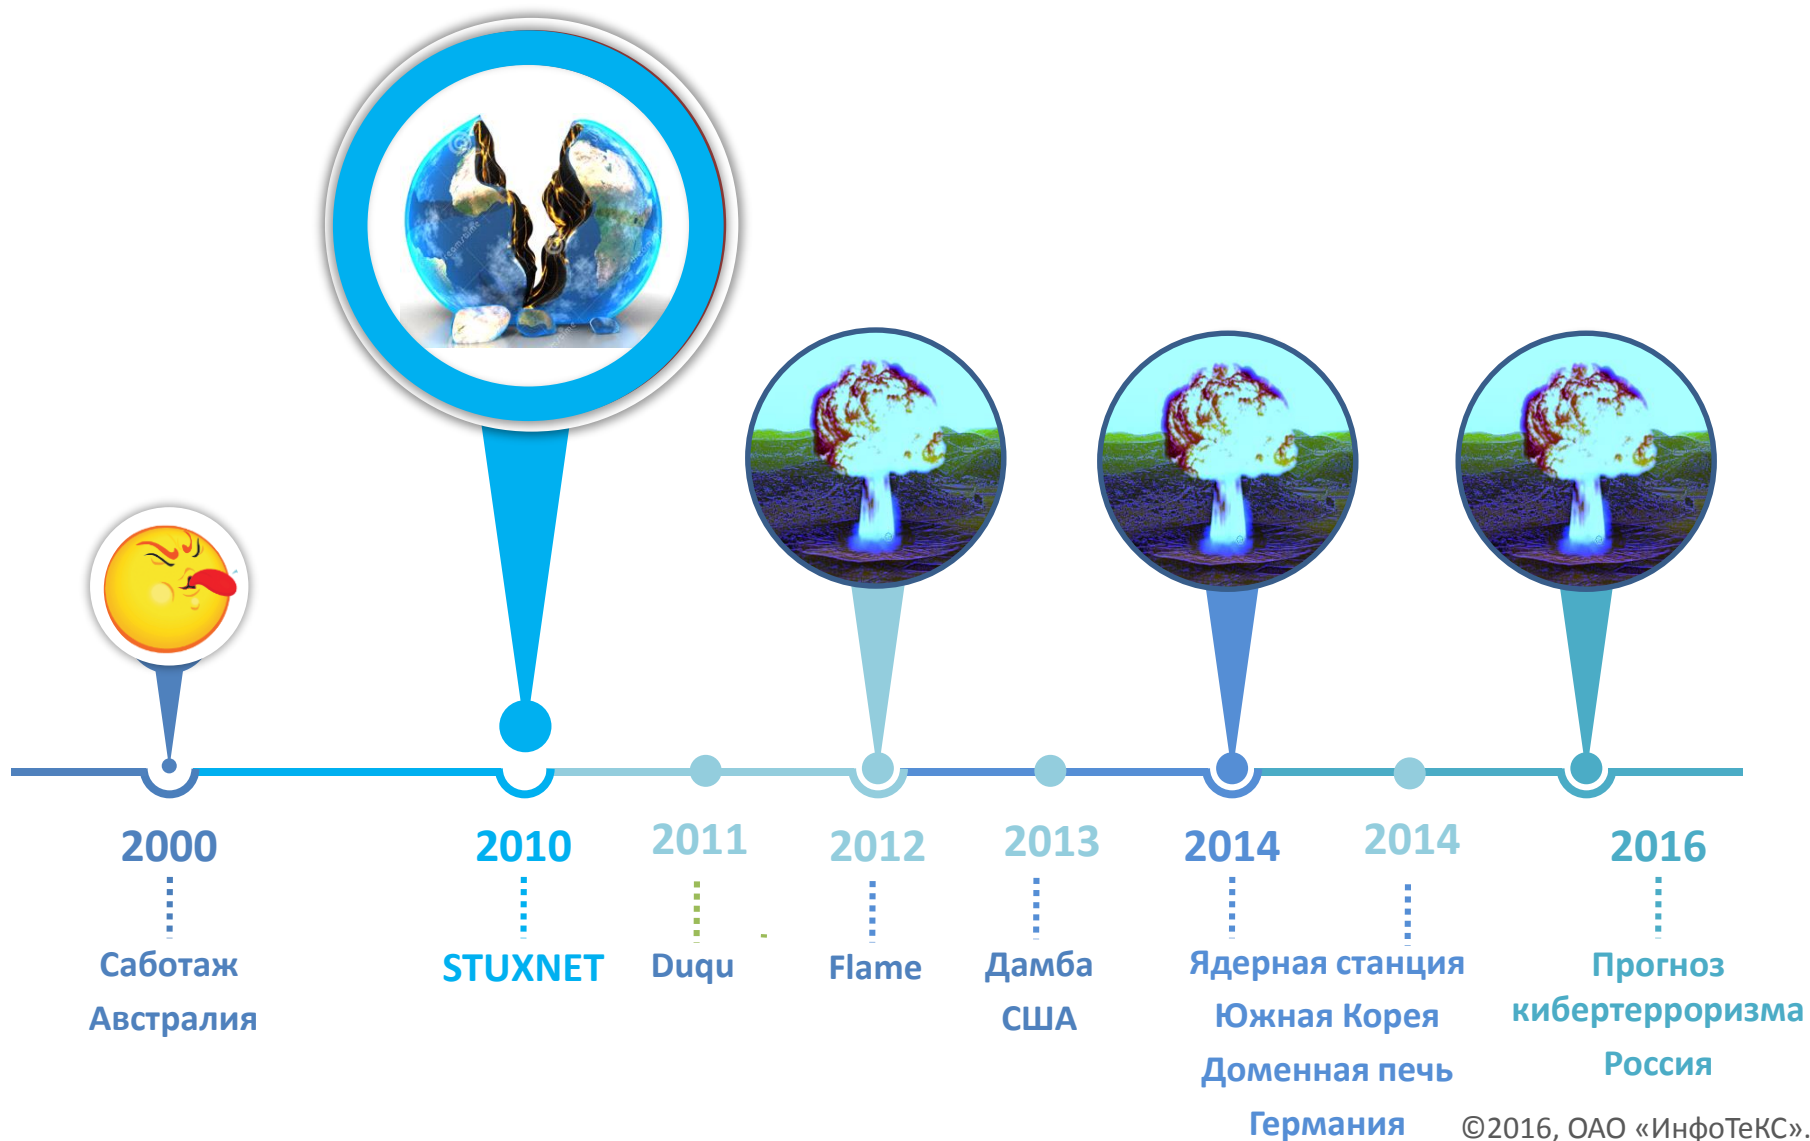 2000
2010
2011
2012
2013
2014
2014
2016
Саботаж
Австралия
STUXNET
Duqu
Flame
Дамба
США
Ядерная станция
Южная Корея
Доменная печь
Германия
Прогноз
кибертерроризма
Россия
©2016, ОАО «ИнфоТеКС».